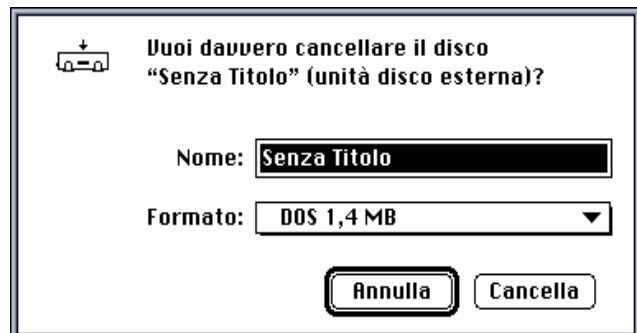 Vuoi davvero cancellare il disco
“Senza Titolo” (unità disco esterna)?
Nome: Senza Titolo
Formato: DOS 1,4 MB
Annulla Cancella